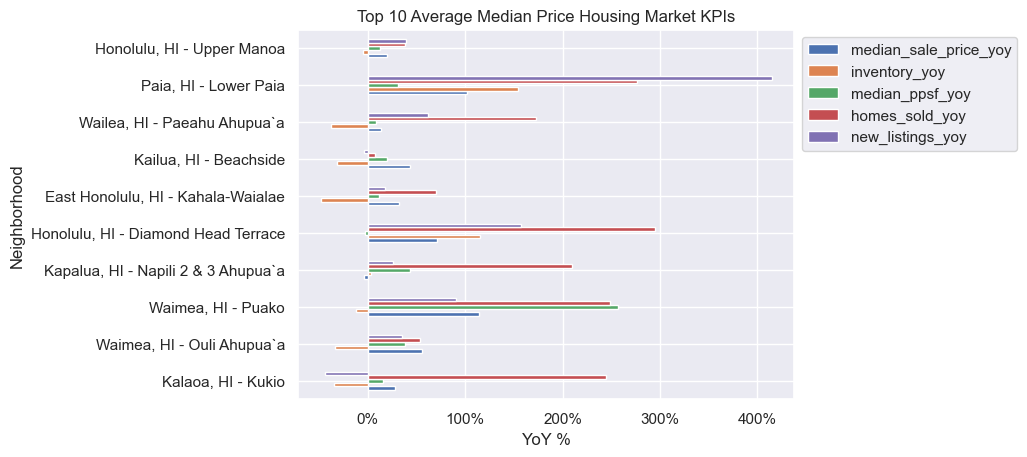 Top 10 Average Median Price Housing Market KPIs
Neighborhood
Honolulu, HI - Upper Manoa
Paia, HI - Lower Paia
Wailea, HI - Paeahu Ahupua`a
Kailua, HI - Beachside
East Honolulu, HI - Kahala-Waialae
Honolulu, HI - Diamond Head Terrace
Kapalua, HI - Napili 2 & 3 Ahupua`a
Waimea, HI - Puako
Waimea, HI - Ouli Ahupua`a
Kalaoa, HI - Kukio
0% 100% 200% 300% 400%
YoY %
median_sale_price_yoy
inventory_yoy
median_ppsf_yoy
homes_sold_yoy
new_listings_yoy